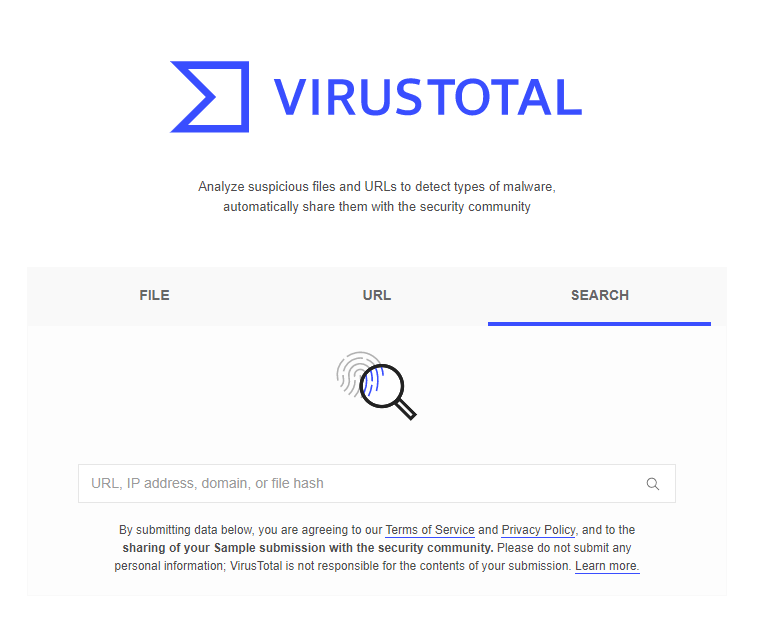 VIRUSTOTAL
Analyze suspicious files and URLs to detect types of malware,
automatically share them with the security community
FILE
URL
SEARCH
URL, IP address, domain, or file hash
By submitting data below, you are agreeing to our Terms of Service and Privacy Policy, and to the
sharing of your Sample submission with the security community. Please do not submit any
personal information; VirusTotal is not responsible for the contents of your submission. Learn more.